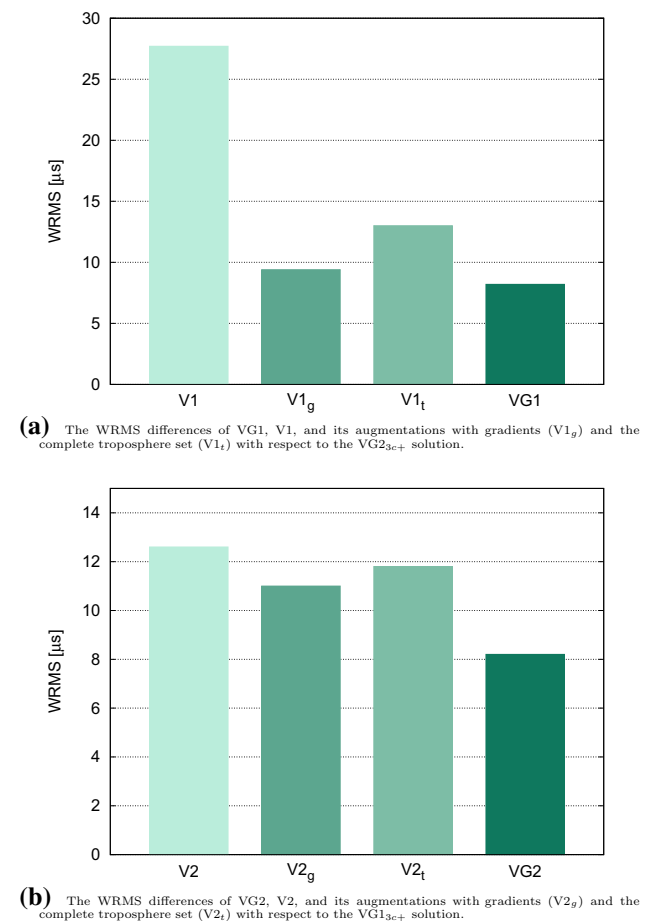 30
25
20
15
10
5
0
WRMS [µs]
V1 V1g V1t VG1
(a) The WRMS differences of VG1, V1, and its augmentations with gradients (V1g) and the
complete troposphere set (V1t) with respect to the VG23c+ solution.
14
12
10
8
6
4
2
0
WRMS [µs]
V2 V2g V2t VG2
(b) The WRMS differences of VG2, V2, and its augmentations with gradients (V2g) and the
complete troposphere set (V2t) with respect to the VG13c+ solution.